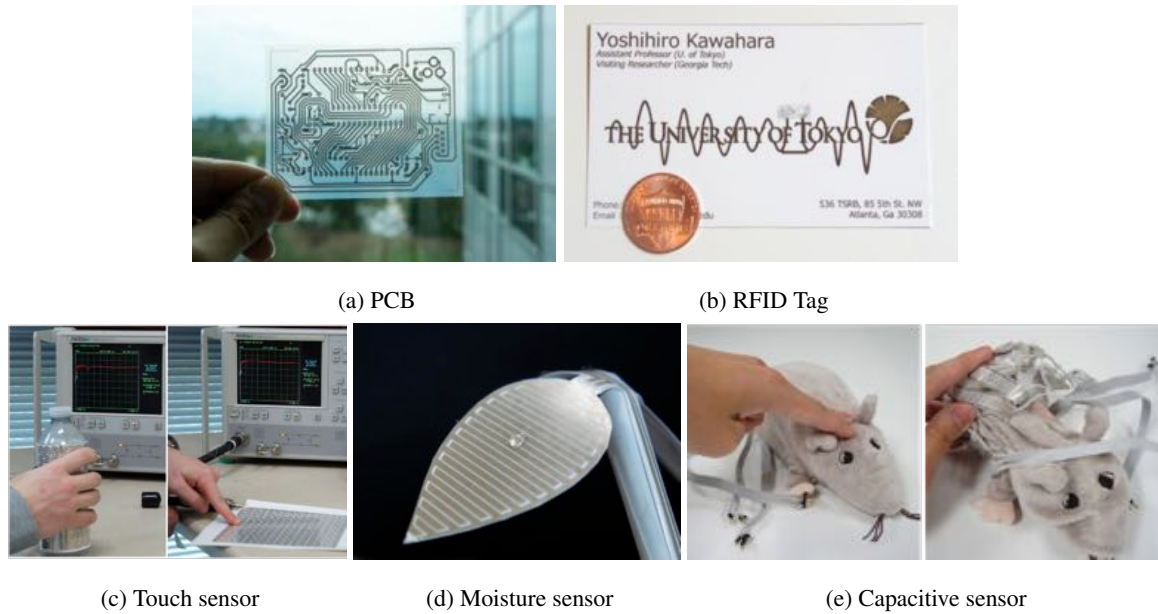 Yoshihiro Kawahara
Assistant Professor (U. of Tokyo)
Visiting Researcher (Georgia Tech)
THE UNIVERSITY OF TOKYO
Phone
Email
edu
536 TSRB, 85 5th St. NW
Atlanta, Ga 30308
(a) PCB
(b) RFID Tag
(c) Touch sensor
(d) Moisture sensor
(e) Capacitive sensor